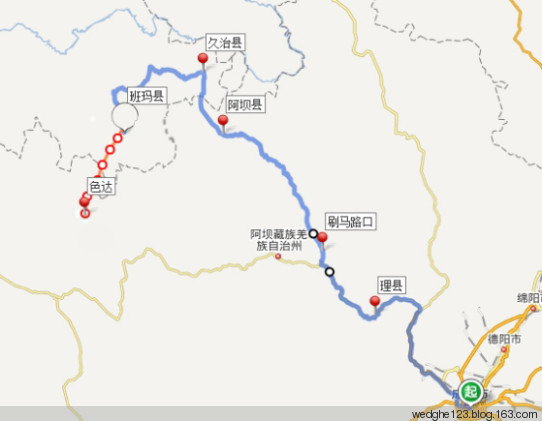 久治县
班玛县
阿坝县
色达
刷马路口
阿坝藏族羌
族自治州
理县
绵阳市
德阳市
起
wedghe123.blog.163.com